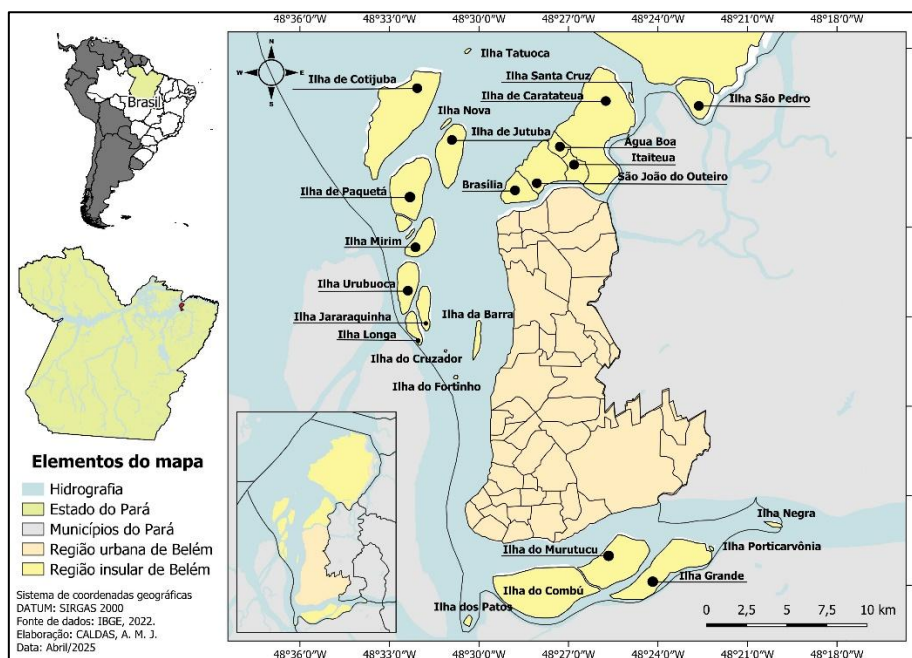 48°36'0"W 48°33'0"W 48°30'0"W 48°27'0"W 48°24'0"W 48°21'0"W 48°18'0"W
Brasil
N
W E
S
Ilha Tatuoca
Ilha de Cotijuba
Ilha Santa Cruz
Ilha de Caratateua
Ilha São Pedro
Ilha Nova
Ilha de Jutuba
Água Boa
Itaiteua
São João do Outeiro
Brasília
Ilha de Paquetá
Ilha Mirim
Ilha Urubuoca
Ilha Jararaquinha
Ilha da Barra
Ilha Longa
Ilha do Cruzador
Ilha do Fortinho
Ilha Negra
Ilha do Murutucu
Ilha Porticarvônia
Ilha Grande
Ilha do Combú
Ilha dos Patos
0 2,5 5 7,5 10 km
Elementos do mapa
Hidrografia
Estado do Pará
Municípios do Pará
Região urbana de Belém
Região insular de Belém
Sistema de coordenadas geográficas
DATUM: SIRGAS 2000
Fonte de dados: IBGE, 2022.
Elaboração: CALDAS, A. M. J.
Data: Abril/2025
48°36'0"W 48°33'0"W 48°30'0"W 48°27'0"W 48°24'0"W 48°21'0"W 48°18'0"W